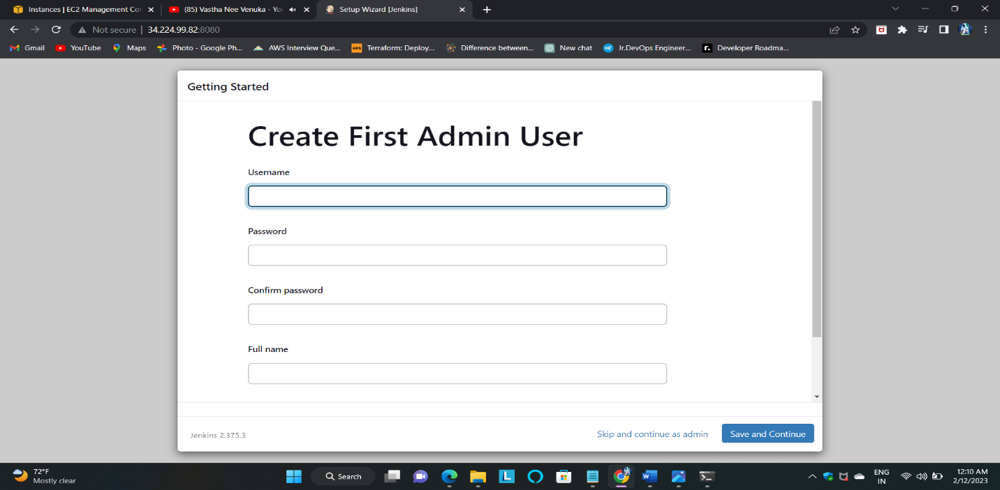 Instances | EC2 Management Con
(85) Vastha Nee Venuka - You
Setup Wizard [Jenkins]
Not secure | 34.224.99.82:8080
Gmail
YouTube
Maps
Photo - Google Ph...
AWS Interview Que...
Terraform: Deploy...
Difference between...
New chat
Jr.DevOps Engineer...
Developer Roadma...
Getting Started
Create First Admin User
Username
Password
Confirm password
Full name
Jenkins 2.375.3
Skip and continue as admin
Save and Continue
72°F
Mostly clear
Search
ENG
IN
12:10 AM
2/12/2023